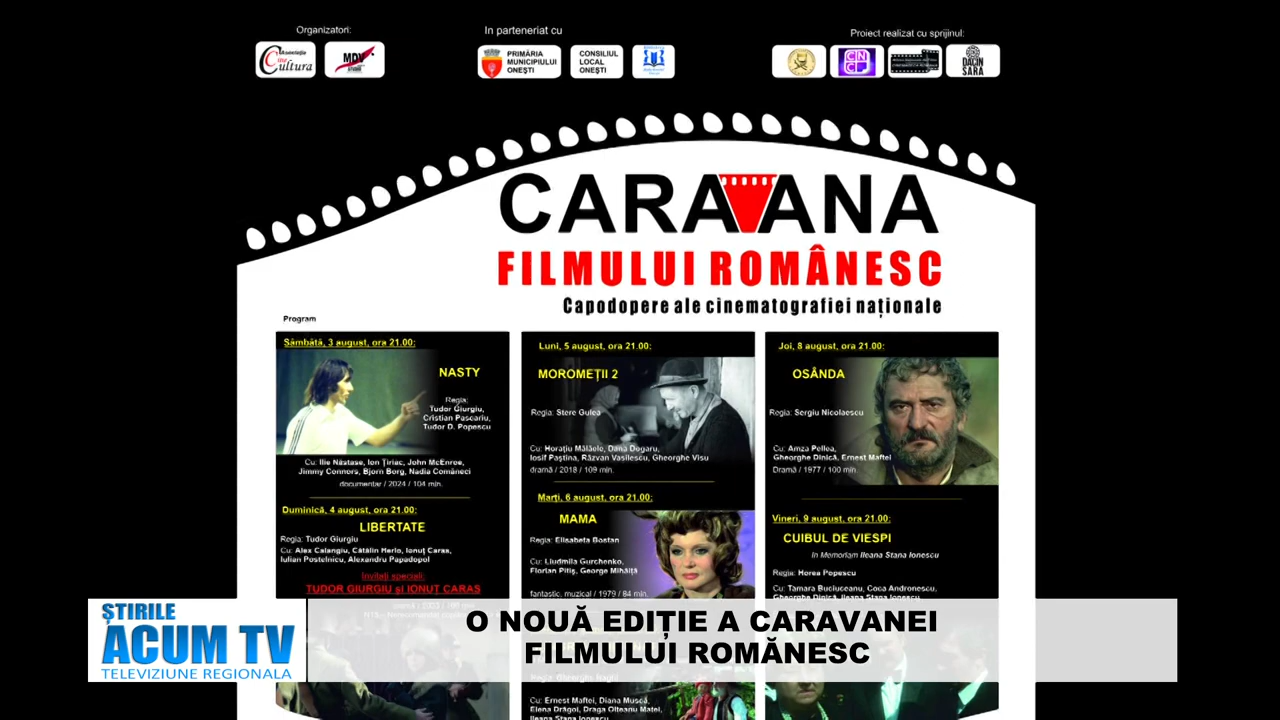 Organizatori:
In parteneriat cu
Proiect realizat cu sprijinul:
Asociația
Cine
Cultura
MDV
PRIMĂRIA
MUNICIPIULUI
ONEȘTI
CONSILIUL
LOCAL
ONEȘTI
CNC
DACIN
SARA
CARAVANA
FILMULUI ROMÂNESC
Capodopere ale cinematografiei naționale
Program
Sâmbătă, 3 august, ora 21.00:
NASTY
Regia:
Tudor Giurgiu,
Cristian Pascariu,
Tudor D. Popescu
Cu: Ilie Năstase, Ion Țiriac, John McEnroe,
Jimmy Connors, Bjorn Borg, Nadia Comăneci
documentar / 2024 / 104 min.
Duminică, 4 august, ora 21.00:
LIBERTATE
Regia: Tudor Giurgiu
Cu: Alex Calangiu, Cătălin Herlo, Ionuț Caras,
Iulian Postelnicu, Alexandru Papadopol
Invitați speciali:
TUDOR GIURGIU și IONUȚ CARAS
Luni, 5 august, ora 21.00:
MOROMEȚII 2
Regia: Stere Gulea
Cu: Horațiu Mălăele, Dana Dogaru,
Iosif Paștina, Răzvan Vasilescu, Gheorghe Visu
dramă / 2018 / 109 min.
Marți, 6 august, ora 21.00:
MAMA
Regia: Elisabeta Bostan
Cu: Liudmila Gurchenko,
Florian Pitiș, George Mihăiță
fantastic, muzical / 1979 / 84 min.
Cu: Ernest Maftei, Diana Muscă,
Elena Drăgoi, Draga Olteanu Matei,
Ileana Stana Ionescu
Joi, 8 august, ora 21.00:
OSÂNDA
Regia: Sergiu Nicolaescu
Cu: Amza Pellea,
Gheorghe Dinică, Ernest Maftei
Dramă / 1977 / 100 min.
Vineri, 9 august, ora 21.00:
CUIBUL DE VIESPI
In Memoriam Ileana Stana Ionescu
Regia: Horea Popescu
Cu: Tamara Buciuceanu, Coca Andronescu,
Gheorghe Dinică, Ileana Stana Ionescu
ȘTIRILE
ACUM TV
TELEVIZIUNE REGIONALA
O NOUĂ EDIȚIE A CARAVANEI
FILMULUI ROMĂNESC